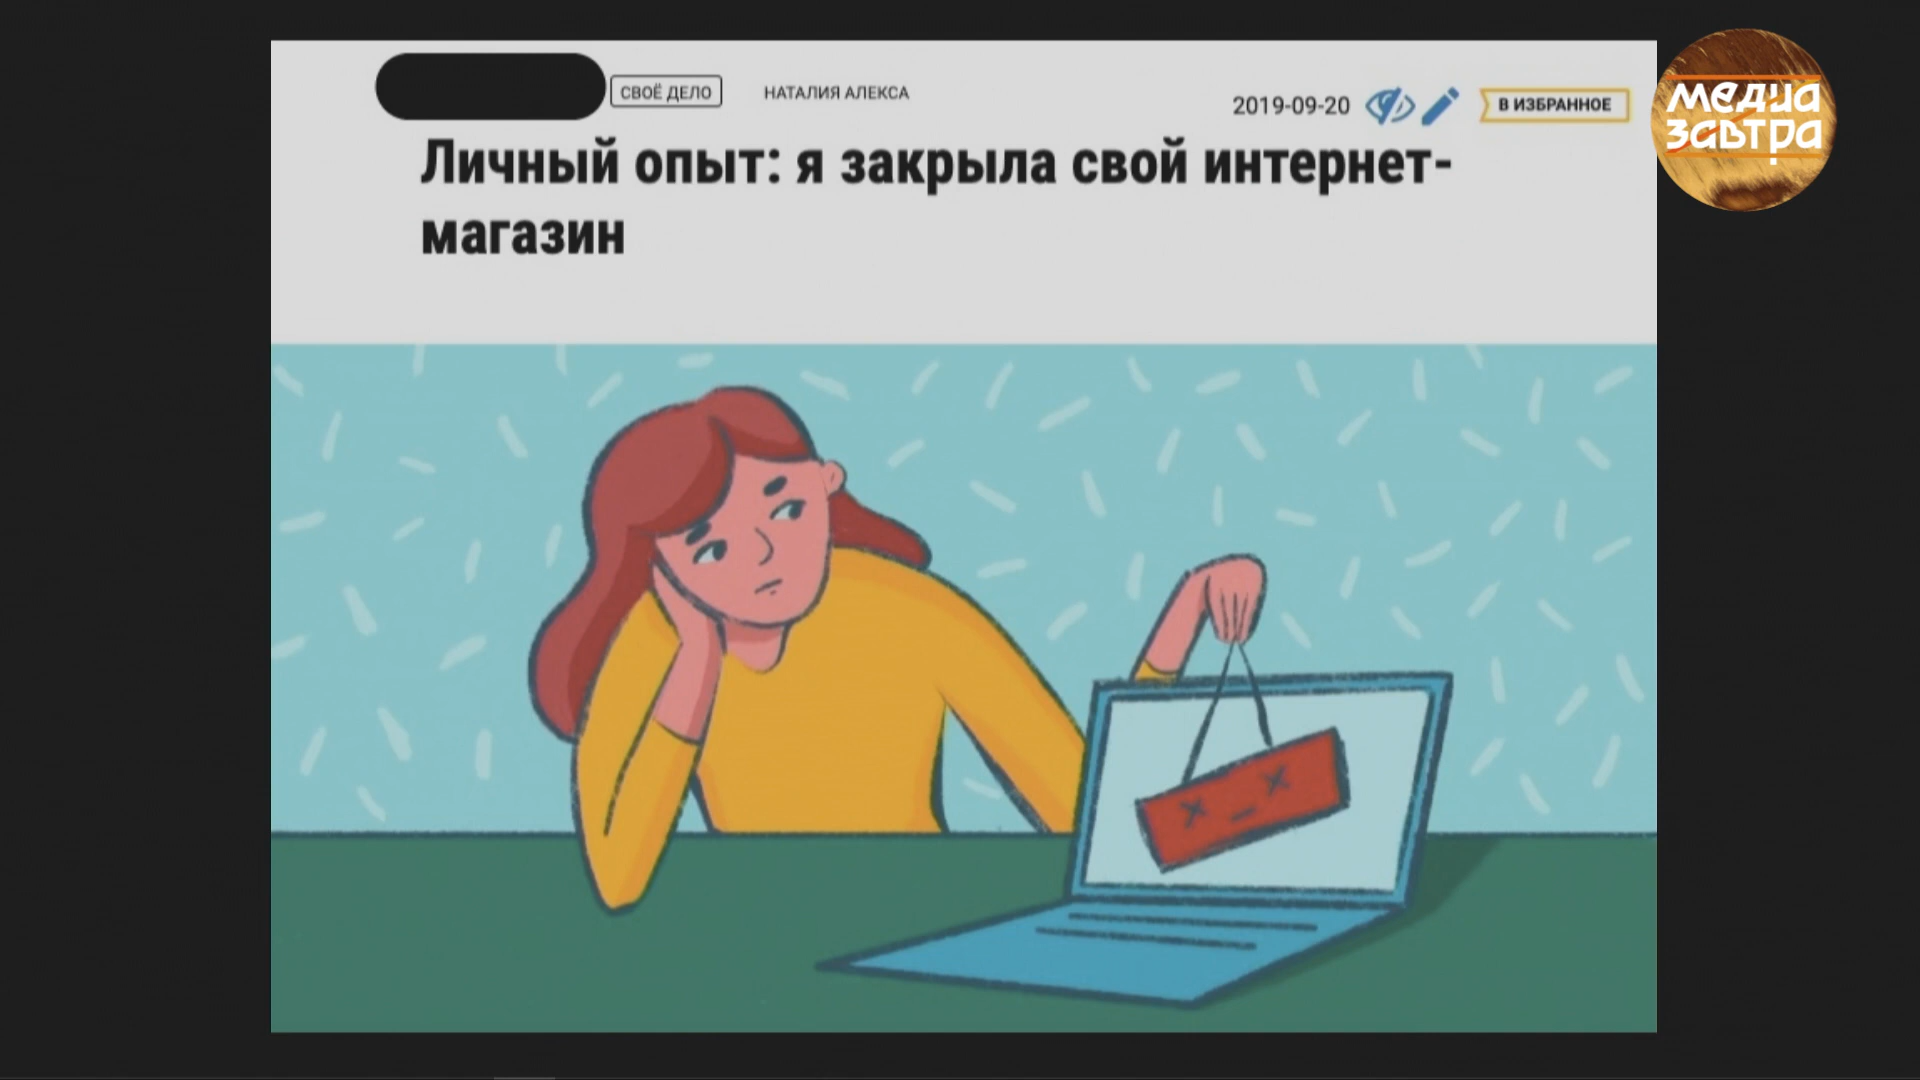 СВОЁ ДЕЛО
НАТАЛИЯ АЛЕКСА
2019-09-20
В ИЗБРАННОЕ
медиа
завтра
Личный опыт: я закрыла свой интернет-
магазин